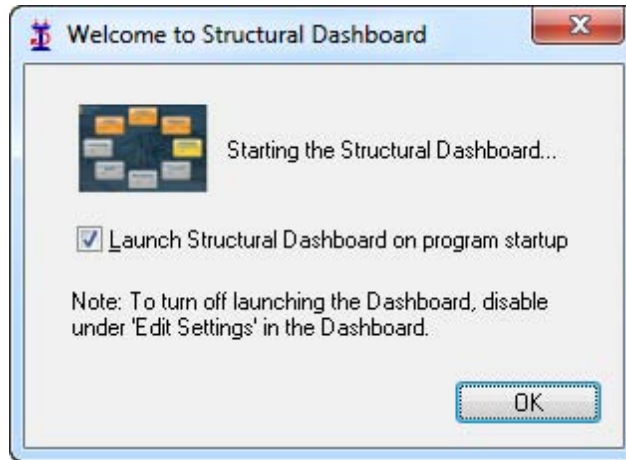 Welcome to Structural Dashboard
Starting the Structural Dashboard...
Launch Structural Dashboard on program startup
Note: To turn off launching the Dashboard, disable
under 'Edit Settings' in the Dashboard.
OK